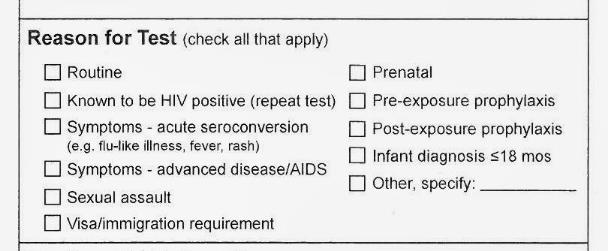 Reason for Test (check all that apply)
Routine
Known to be HIV positive (repeat test)
Symptoms - acute seroconversion
(e.g. flu-like illness, fever, rash)
Symptoms - advanced disease/AIDS
Sexual assault
Visa/immigration requirement
Prenatal
Pre-exposure prophylaxis
Post-exposure prophylaxis
Infant diagnosis ≤18 mos
Other, specify: ___________